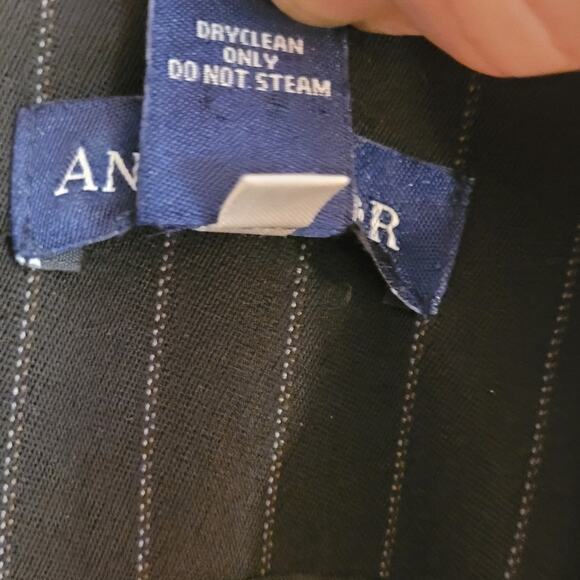 DRYCLEAN
ONLY
DO NOT STEAM
AN